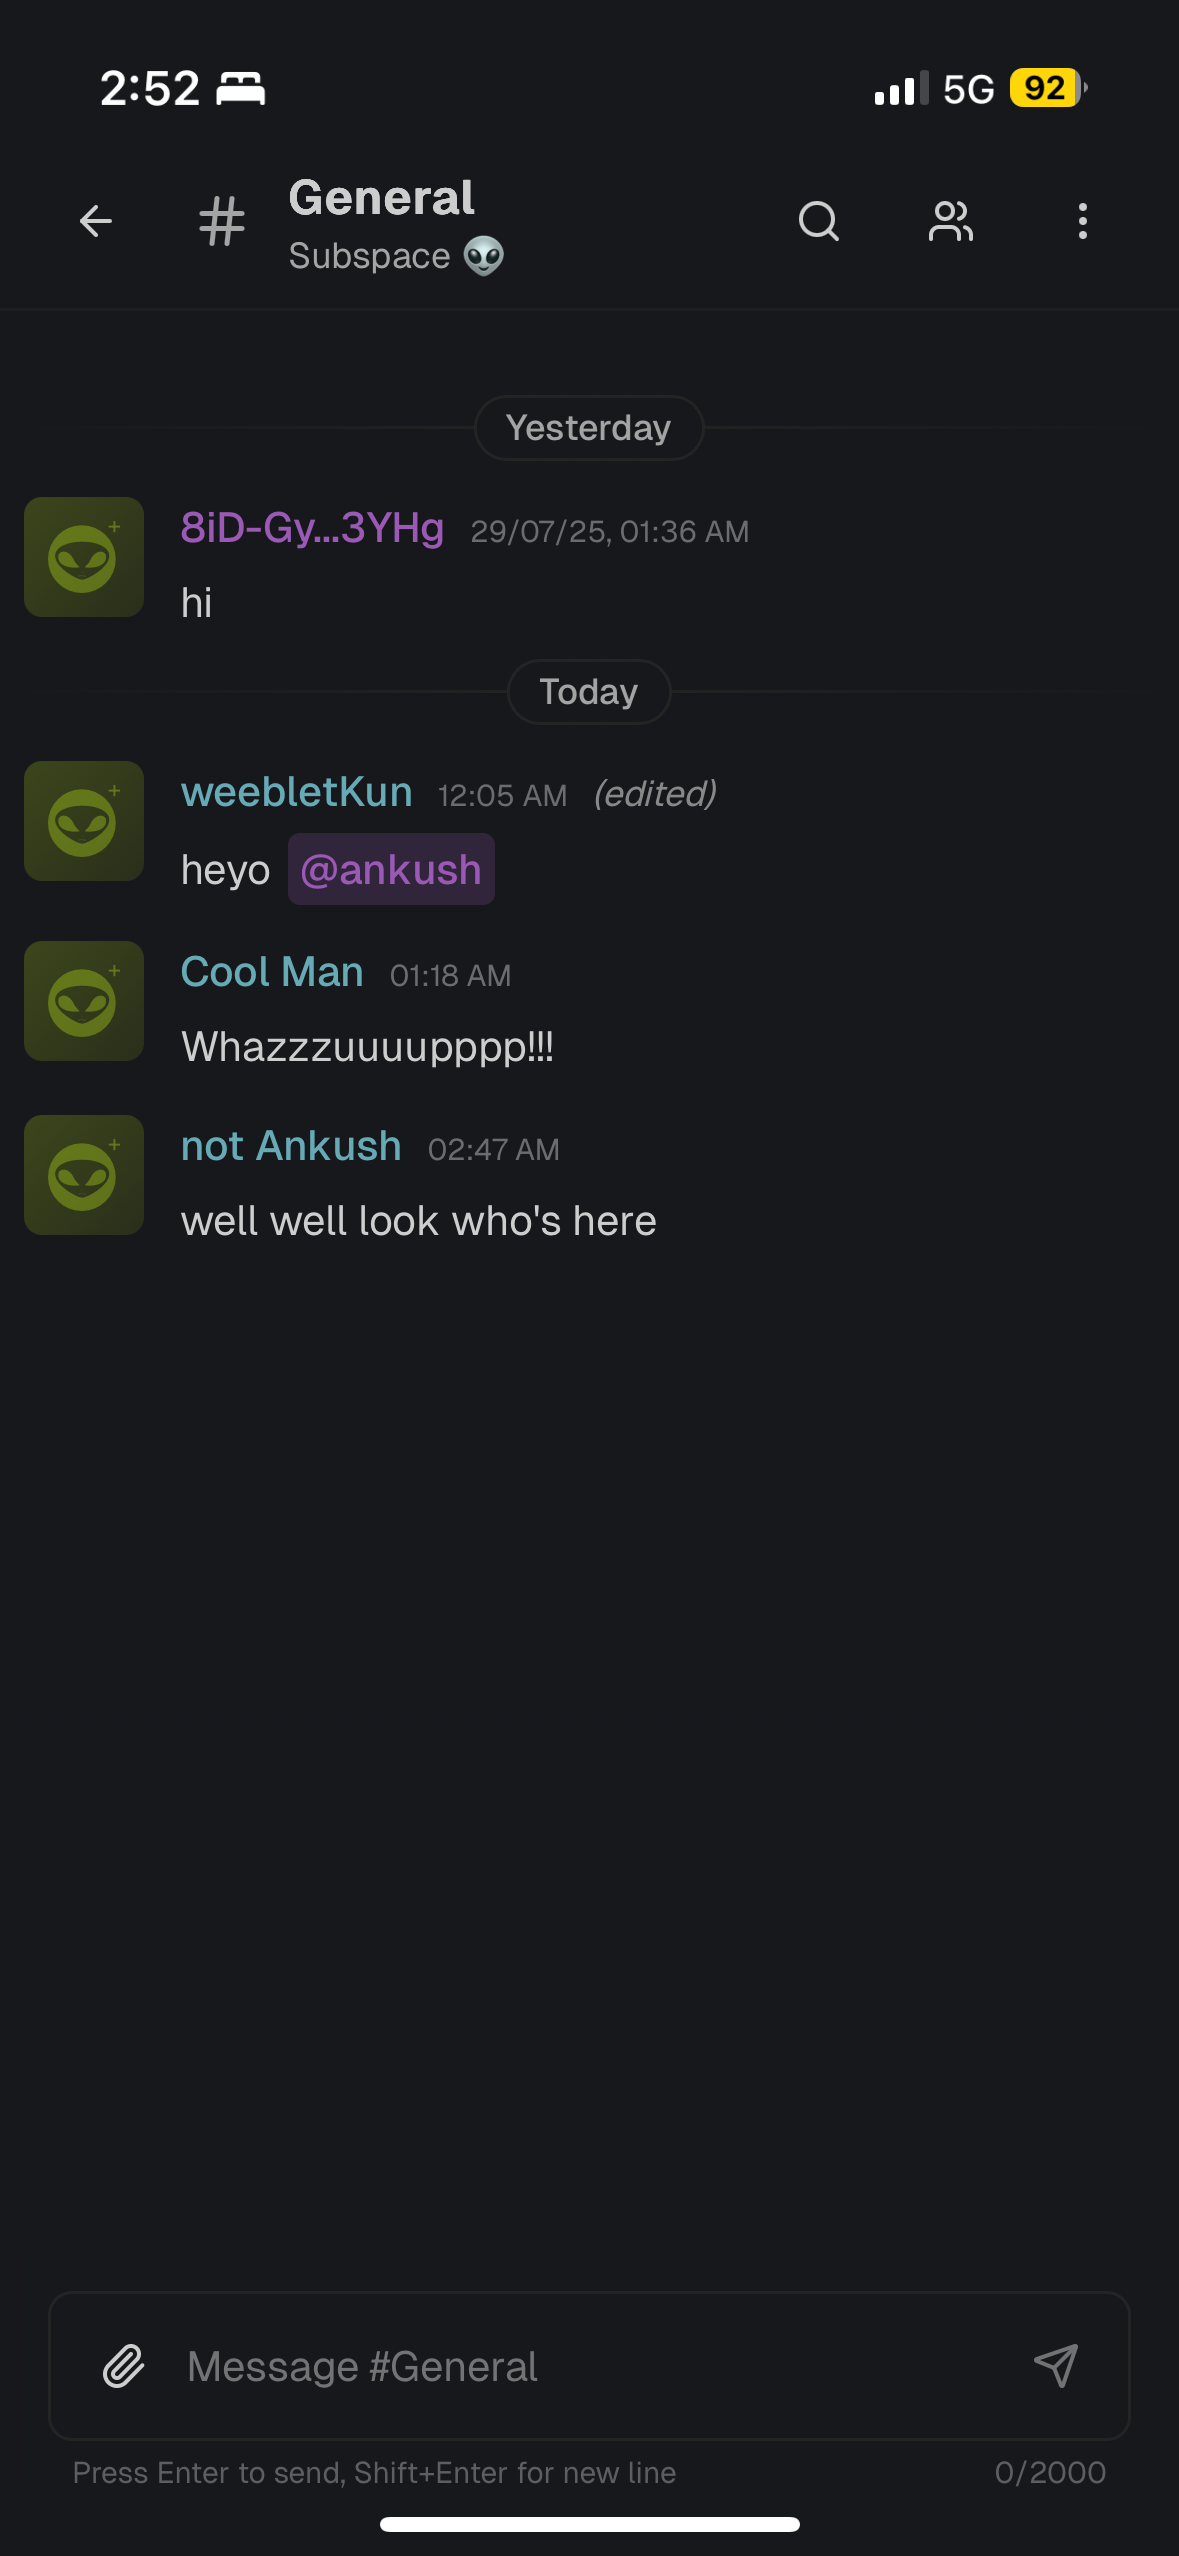 2:52 5G 92
General
Subspace 👽
Yesterday
8iD-Gy...3YHg 29/07/25, 01:36 AM
hi
Today
weebletKun 12:05 AM (edited)
heyo @ankush
Cool Man 01:18 AM
Whazzzuuuupppp!!!
not Ankush 02:47 AM
well well look who's here
Message #General
Press Enter to send, Shift+Enter for new line 0/2000